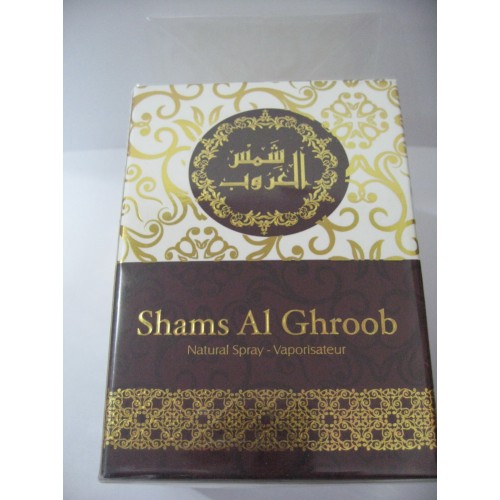 شمس
الغروب
Shams Al Ghroob
Natural Spray - Vaporisateur